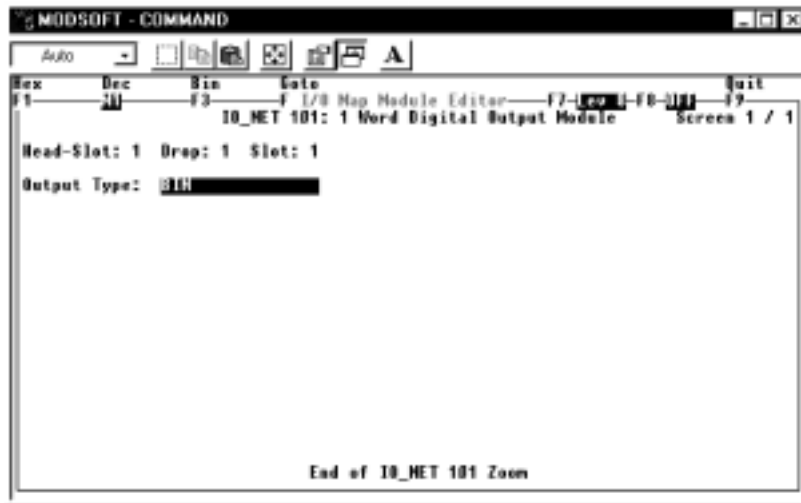 MODSOFT - COMMAND
Auto
A
Hex Dec Bin Goto Quit
F1 F3 F I/O Map Module Editor F7-Lev F8-OFF F9
IO_NET 101: 1 Word Digital Output Module Screen 1 / 1
Head-Slot: 1 Drop: 1 Slot: 1
Output Type: BIN
End of IO_NET 101 Zoom